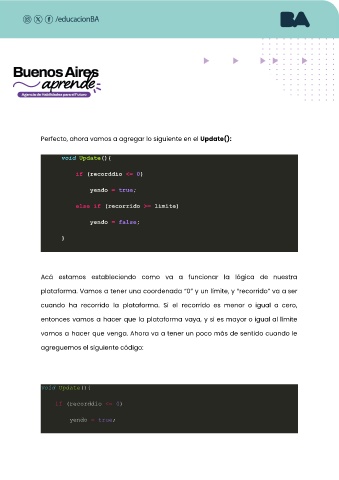 /educacionBA
BA
Buenos Aires
aprende
Agencia de Habilidades para el Futuro
Perfecto, ahora vamos a agregar lo siguiente en el Update():
void Update(){
if (recorddio <= 0)
yendo = true;
else if (recorrido >= limite)
yendo = false;
}
Acá estamos estableciendo como va a funcionar la lógica de nuestra
plataforma. Vamos a tener una coordenada "0" y un límite, y "recorrido" va a ser
cuando ha recorrido la plataforma. Si el recorrido es menor o igual a cero,
entonces vamos a hacer que la plataforma vaya, y si es mayor o igual al límite
vamos a hacer que venga. Ahora va a tener un poco más de sentido cuando le
agreguemos el siguiente código:
void Update(){
if (recorddio <= 0)
yendo = true;